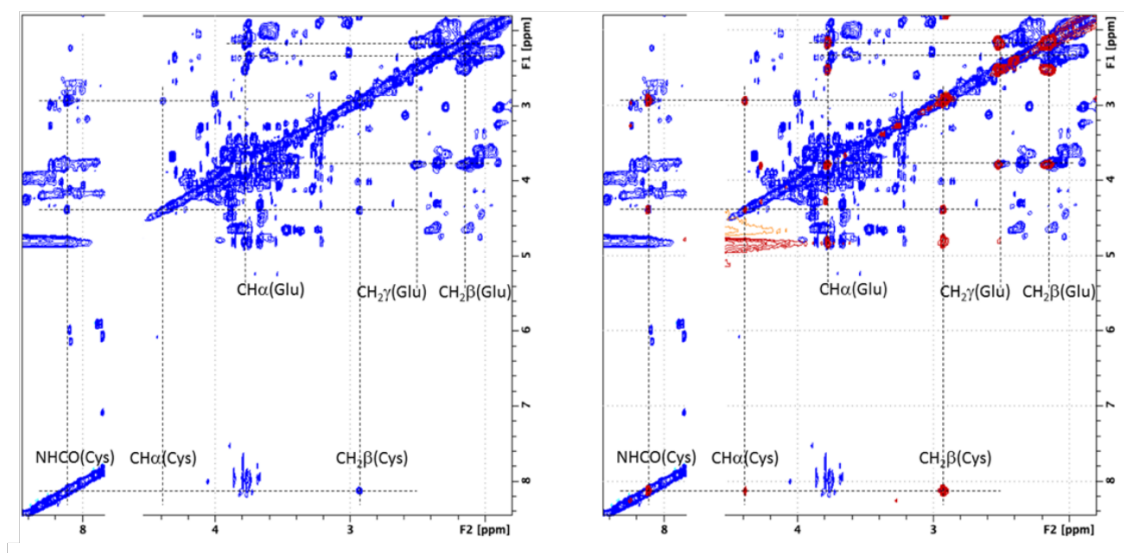 F1 [ppm]
3
4
5
CHα(Glu)
CH₂γ(Glu)
CH₂β(Glu)
6
7
NHCO(Cys)
CHα(Cys)
CH₂β(Cys)
8
8
4
3
F2 [ppm]
F1 [ppm]
3
4
5
CHα(Glu)
CH₂γ(Glu)
CH₂β(Glu)
6
7
NHCO(Cys)
CHα(Cys)
CH₂β(Cys)
8
8
4
3
F2 [ppm]